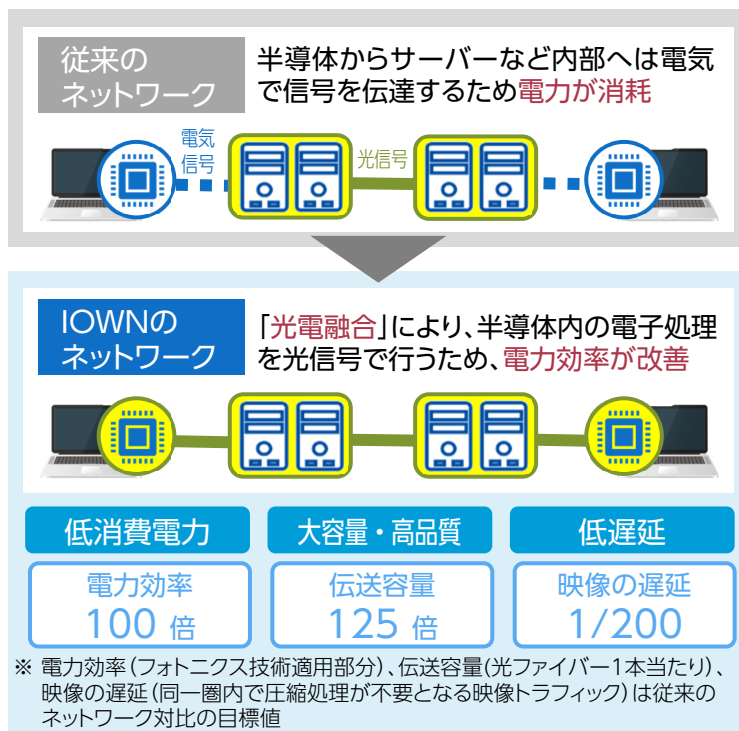 従来の
ネットワーク
半導体からサーバーなど内部へは電気
で信号を伝達するため電力が消耗
電気
信号
光信号
IOWNの
ネットワーク
「光電融合」により、半導体内の電子処理
を光信号で行うため、電力効率が改善
低消費電力
大容量・高品質
低遅延
電力効率
100 倍
伝送容量
125 倍
映像の遅延
1/200
※ 電力効率(フォトニクス技術適用部分)、伝送容量(光ファイバー1本当たり)、
映像の遅延(同一圏内で圧縮処理が不要となる映像トラフィック)は従来の
ネットワーク対比の目標値